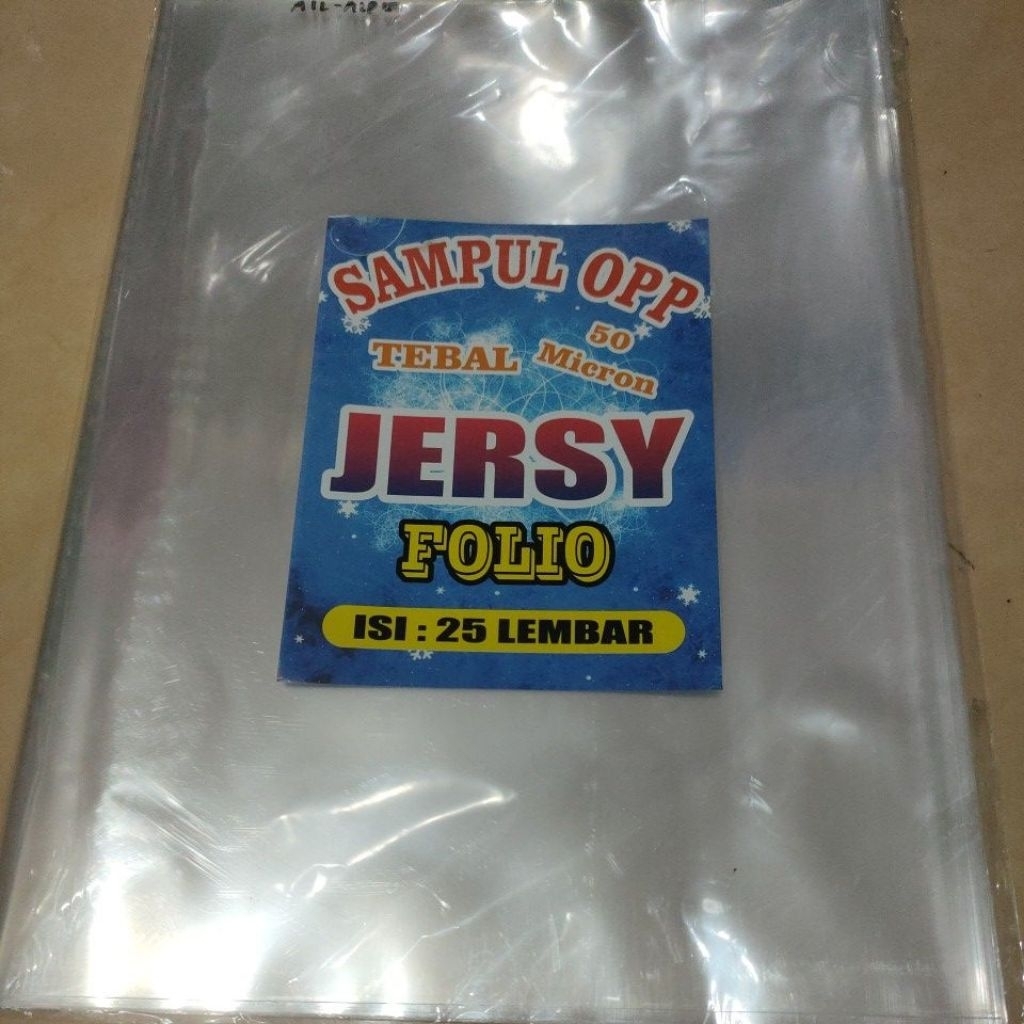 SAMPUL OPP
TEBAL 50 Micron
JERSY
FOLIO
ISI : 25 LEMBAR